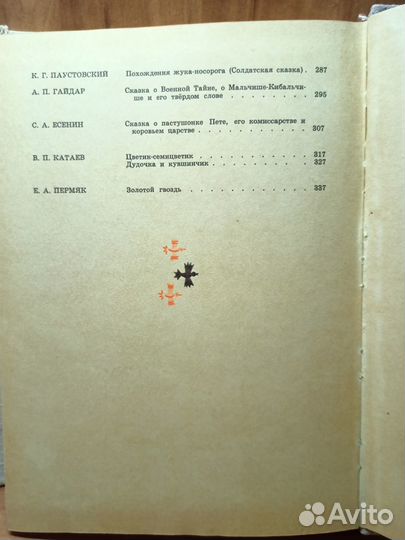 К. Г. ПАУСТОВСКИЙ Похождения жука-носорога (Солдатская сказка) . 287
А. П. ГАЙДАР Сказка о Военной Тайне, о Мальчише-Кибальчи-
ше и его твёрдом слове . . . . . . . . 295
С. А. ЕСЕНИН Сказка о пастушонке Пете, его комиссарстве и
коровьем царстве . . . . . . . . . . 307
В. П. КАТАЕВ Цветик-семицветик . . . . . . . . . . 317
Дудочка и кувшинчик . . . . . . . . . 327
Е. А. ПЕРМЯК Золотой гвоздь . . . . . . . . . . . 337
Avito